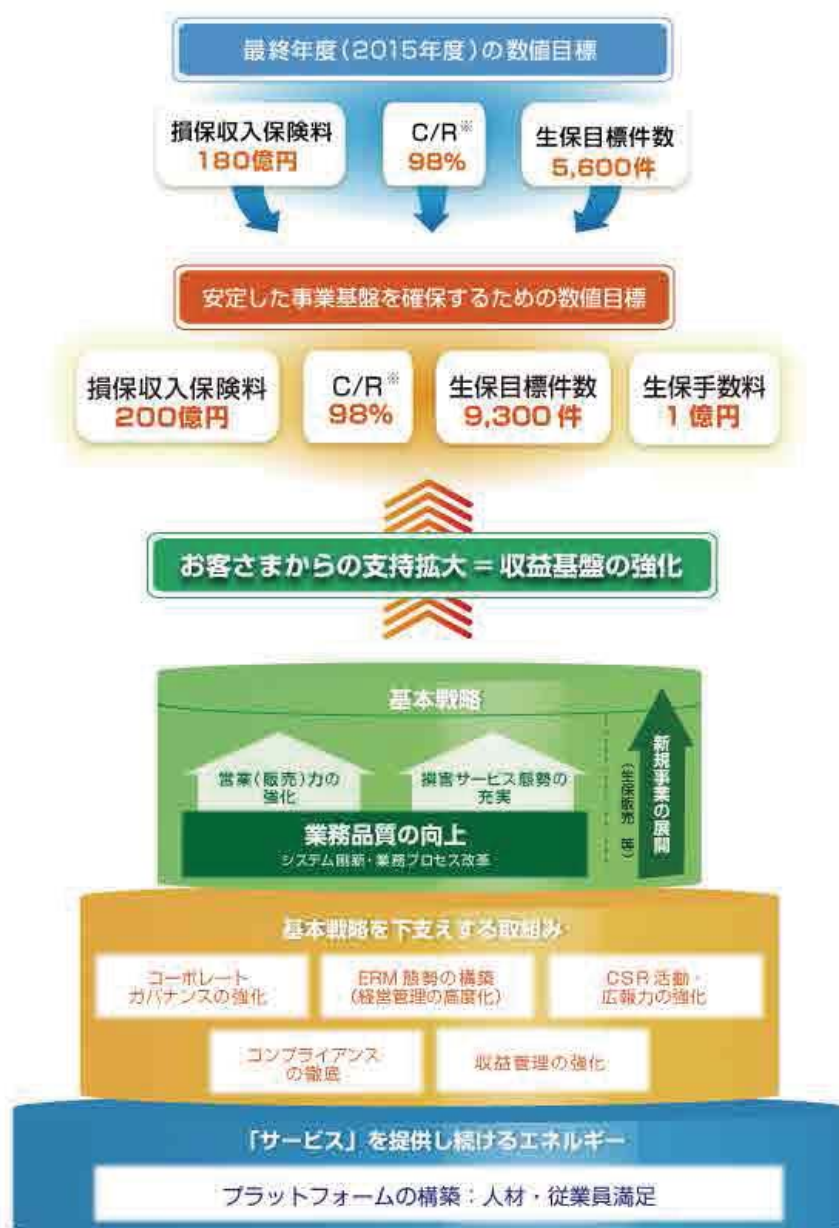 最終年度(2015年度)の数値目標
損保収入保険料
180億円
C/R※
98%
生保目標件数
5,600件
安定した事業基盤を確保するための数値目標
損保収入保険料
200億円
C/R※
98%
生保目標件数
9,300件
生保手数料
1億円
お客さまからの支持拡大=収益基盤の強化
基本戦略
営業(販売)力の
強化
損害サービス態勢の
充実
業務品質の向上
システム刷新・業務プロセス改革
新規事業の展開
(生保販売 等)
基本戦略を下支えする取組み
コーポレート
ガバナンスの強化
ERM態勢の構築
(経営管理の高度化)
CSR活動・
広報力の強化
コンプライアンス
の徹底
収益管理の強化
「サービス」を提供し続けるエネルギー
プラットフォームの構築:人材・従業員満足